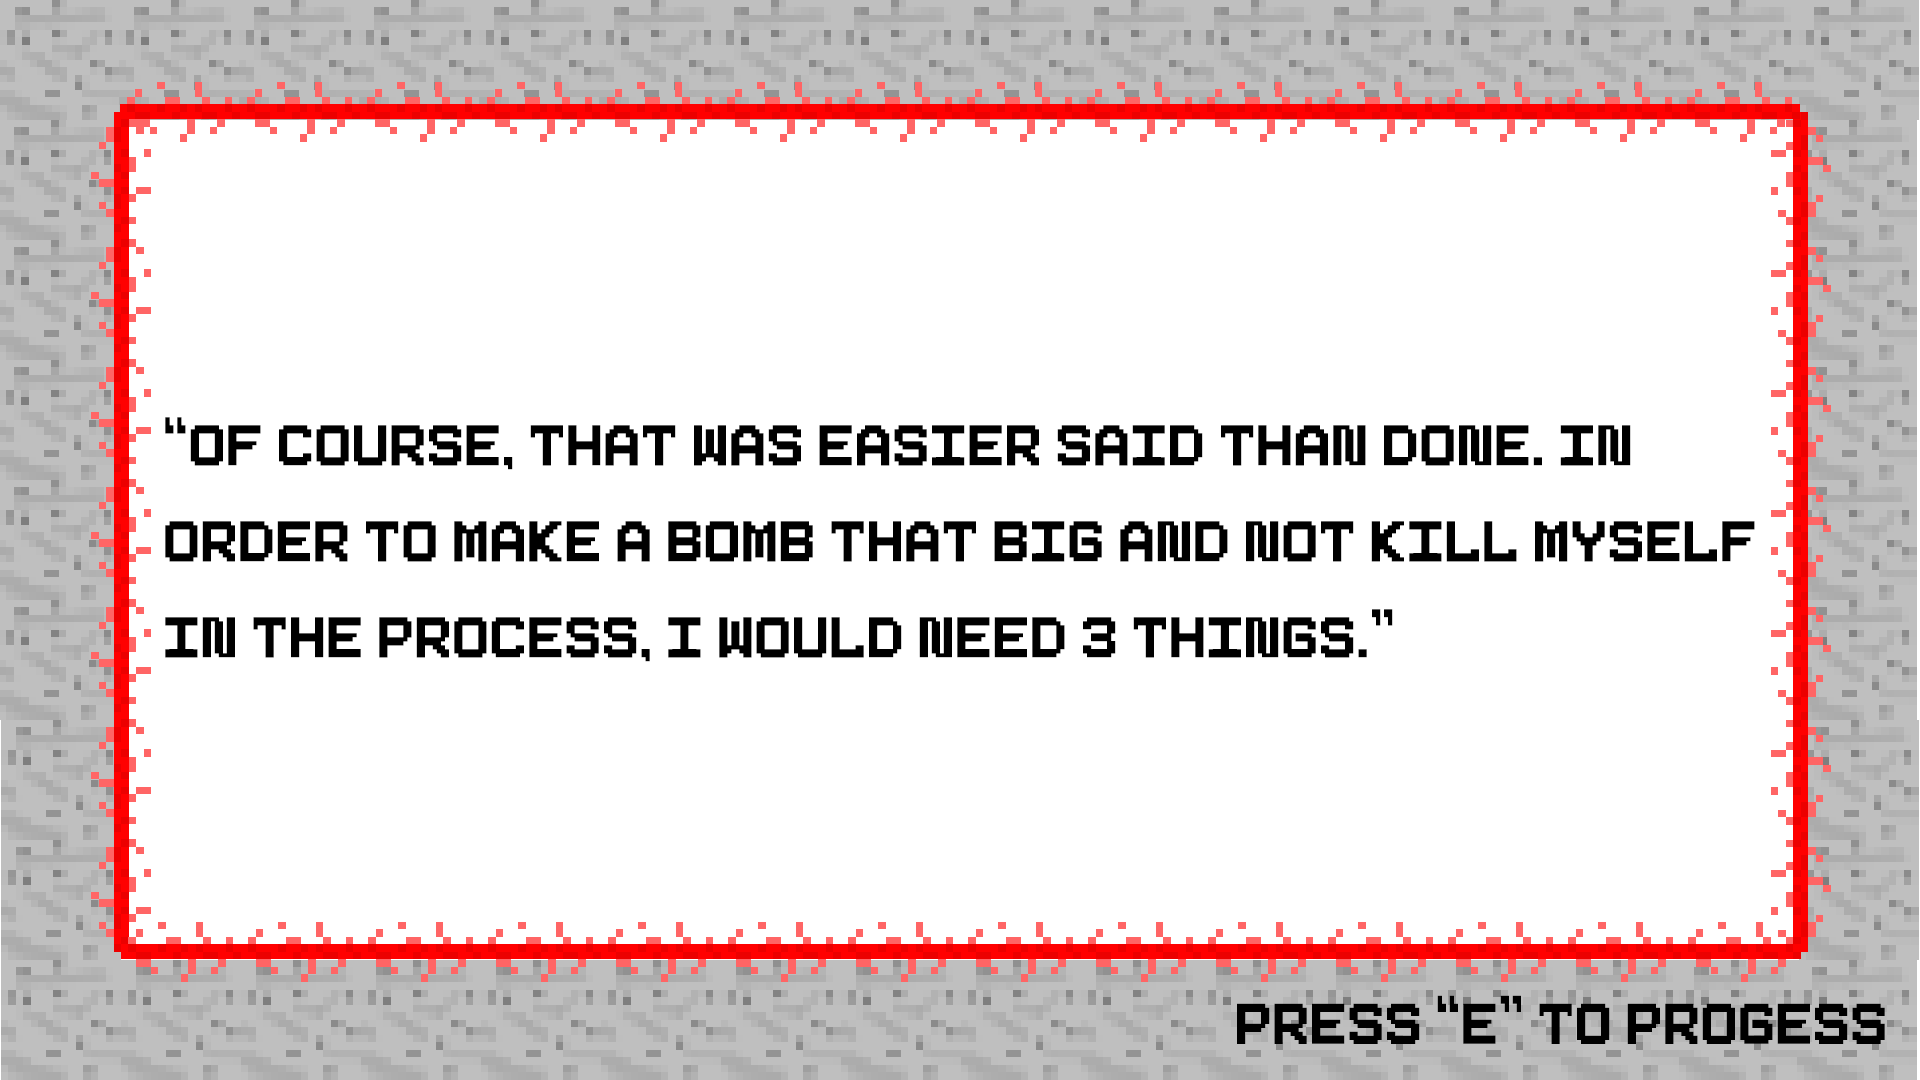 “OF COURSE, THAT WAS EASIER SAID THAN DONE. IN
ORDER TO MAKE A BOMB THAT BIG AND NOT KILL MYSELF
IN THE PROCESS, I WOULD NEED 3 THINGS.”
PRESS “E” TO PROGESS